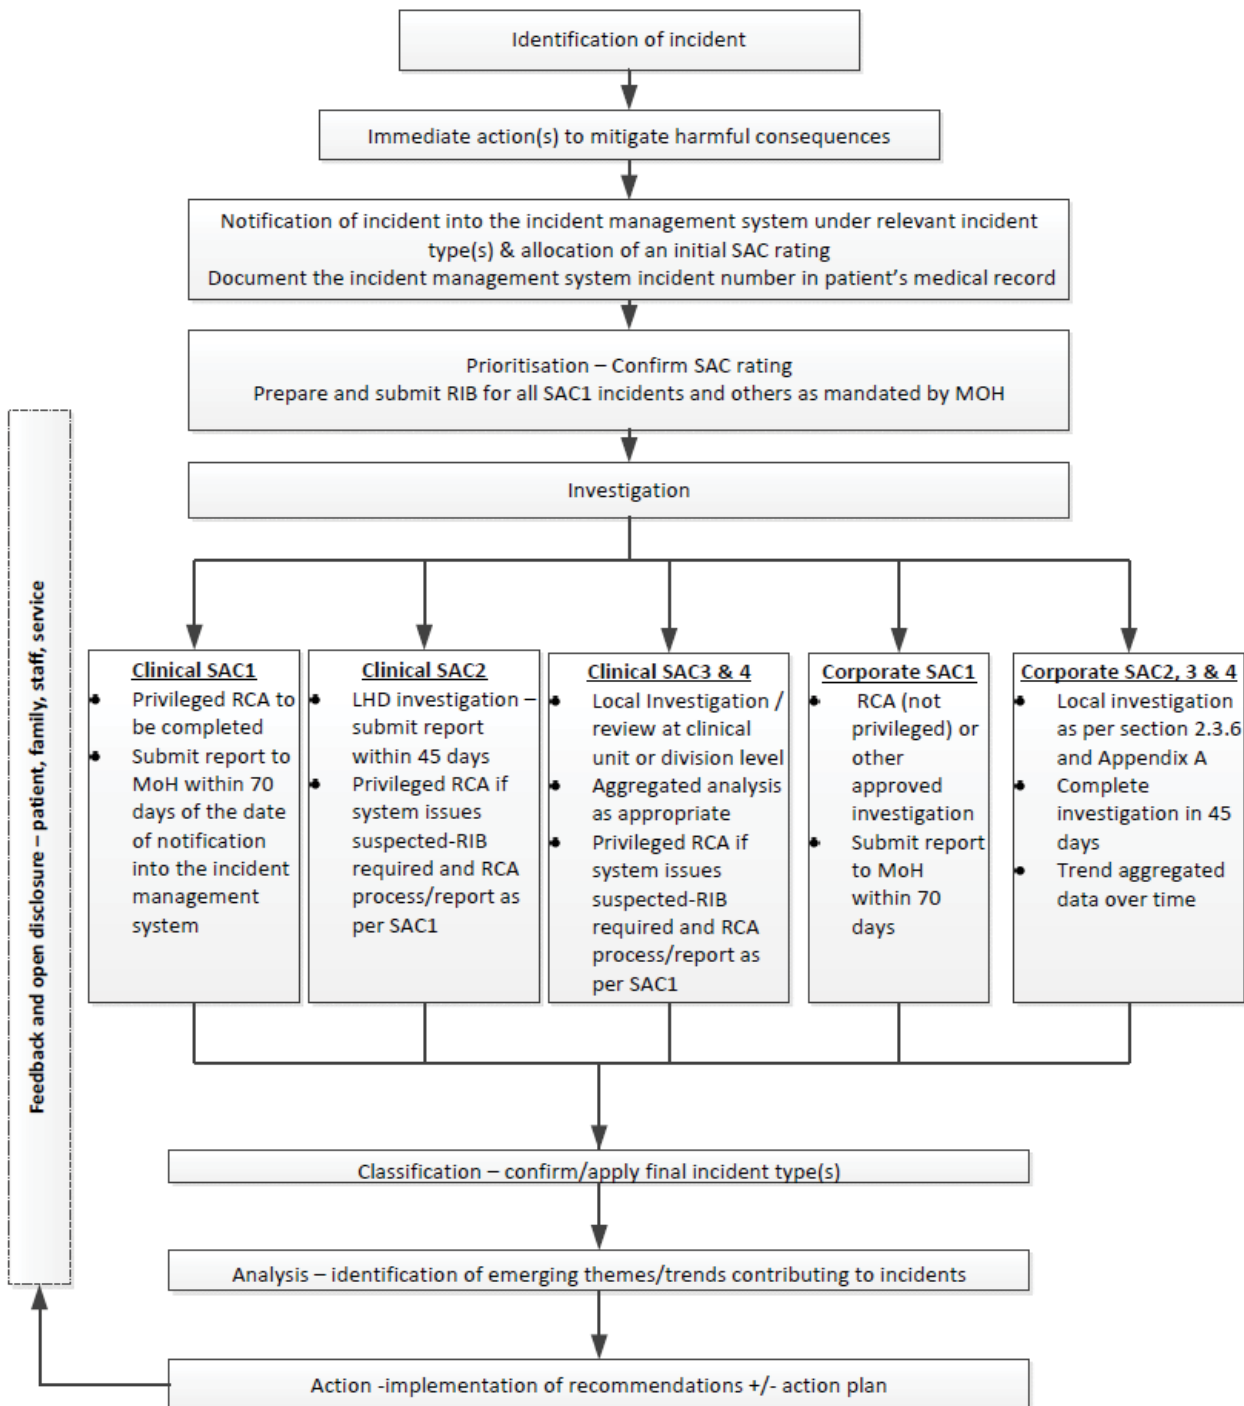 Identification of incident
Immediate action(s) to mitigate harmful consequences
Notification of incident into the incident management system under relevant incident
type(s) & allocation of an initial SAC rating
Document the incident management system incident number in patient's medical record
Prioritisation – Confirm SAC rating
Prepare and submit RIB for all SAC1 incidents and others as mandated by MOH
Investigation
Feedback and open disclosure – patient, family, staff, service
Clinical SAC1
Privileged RCA to
be completed
Submit report to
MoH within 70
days of the date
of notification
into the incident
management
system
Clinical SAC2
LHD investigation –
submit report
within 45 days
Privileged RCA if
system issues
suspected-RIB
required and RCA
process/report as
per SAC1
Clinical SAC3 & 4
Local Investigation /
review at clinical
unit or division level
Aggregated analysis
as appropriate
Privileged RCA if
system issues
suspected-RIB
required and RCA
process/report as
per SAC1
Corporate SAC1
RCA (not
privileged) or
other
approved
investigation
Submit report
to MoH
within 70
days
Corporate SAC2, 3 & 4
Local investigation
as per section 2.3.6
and Appendix A
Complete
investigation in 45
days
Trend aggregated
data over time
Classification – confirm/apply final incident type(s)
Analysis – identification of emerging themes/trends contributing to incidents
Action -implementation of recommendations +/- action plan